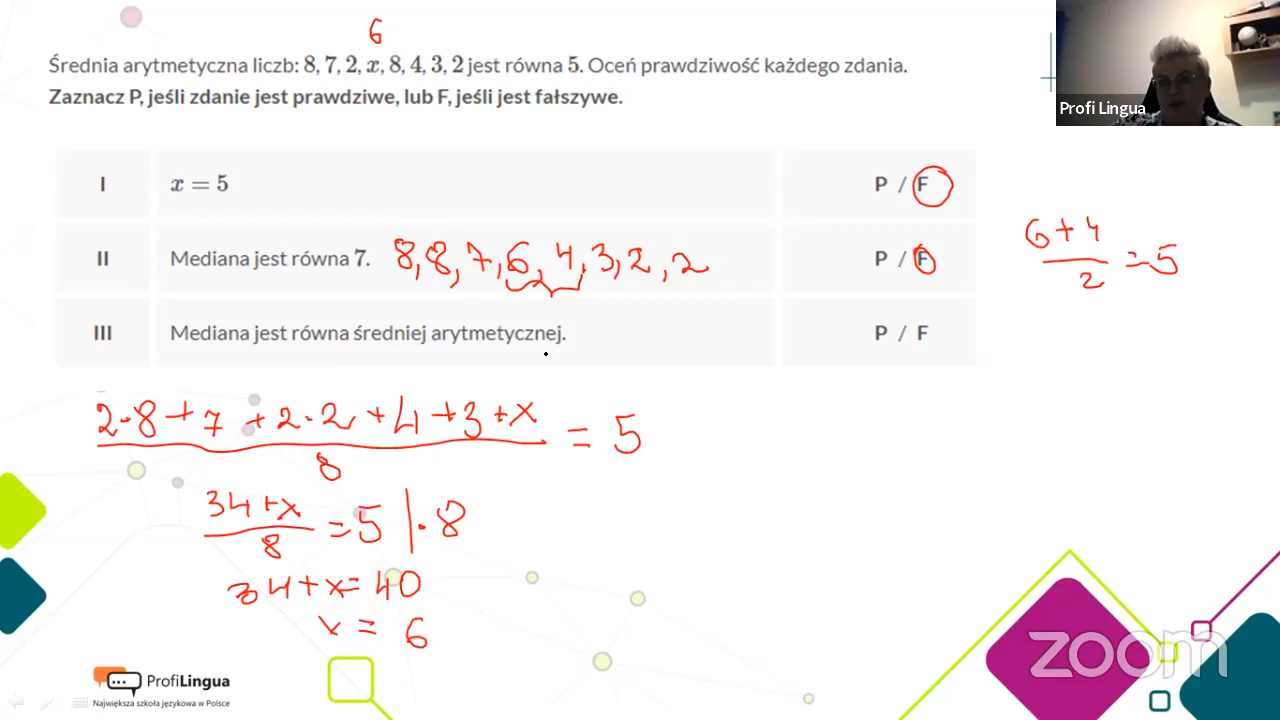 6
Średnia arytmetyczna liczb: 8, 7, 2, x, 8, 4, 3, 2 jest równa 5. Oceń prawdziwość każdego zdania.
Zaznacz P, jeśli zdanie jest prawdziwe, lub F, jeśli jest fałszywe.
Profi Lingua
I x = 5 P / F
II Mediana jest równa 7. 8, 8, 7, 6, 4, 3, 2, 2 P / F
6+4/2 = 5
III Mediana jest równa średniej arytmetycznej. P / F
2·8+7+2·2+4+3+x/8 = 5
34+x/8 = 5 |·8
34+x = 40
x = 6
zoom
ProfiLingua
Największa szkoła językowa w Polsce